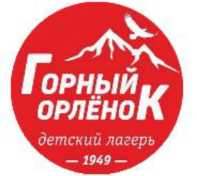 ГОРНЫЙ
ОРЛЁНОК
детский лагерь
— 1949 —